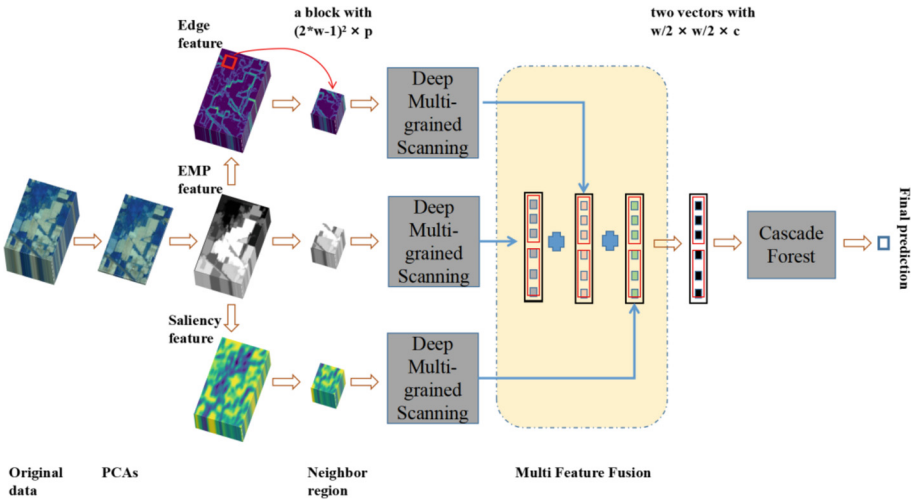 Edge
feature
a block with
(2*w-1)² × p
two vectors with
w/2 × w/2 × c
Deep
Multi-
grained
Scanning
EMP
feature
Deep
Multi-
grained
Scanning
Cascade
Forest
Final prediction
Saliency
feature
Deep
Multi-
grained
Scanning
Original
data
PCAs
Neighbor
region
Multi Feature Fusion